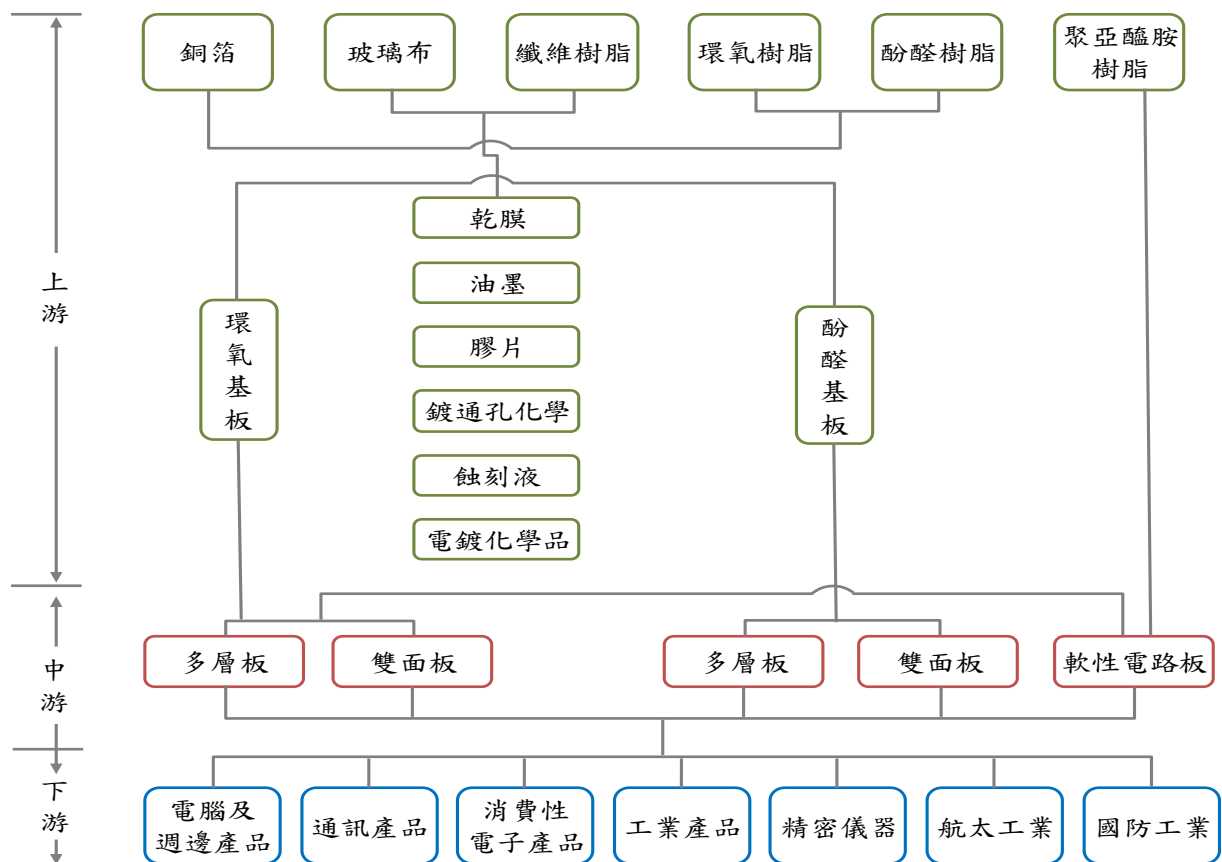 銅箔
玻璃布
纖維樹脂
環氧樹脂
酚醛樹脂
聚亞醯胺
樹脂
乾膜
油墨
膠片
鍍通孔化學
蝕刻液
電鍍化學品
環氧基板
酚醛基板
上游
多層板
雙面板
多層板
雙面板
軟性電路板
中游
電腦及
週邊產品
通訊產品
消費性
電子產品
工業產品
精密儀器
航太工業
國防工業
下游